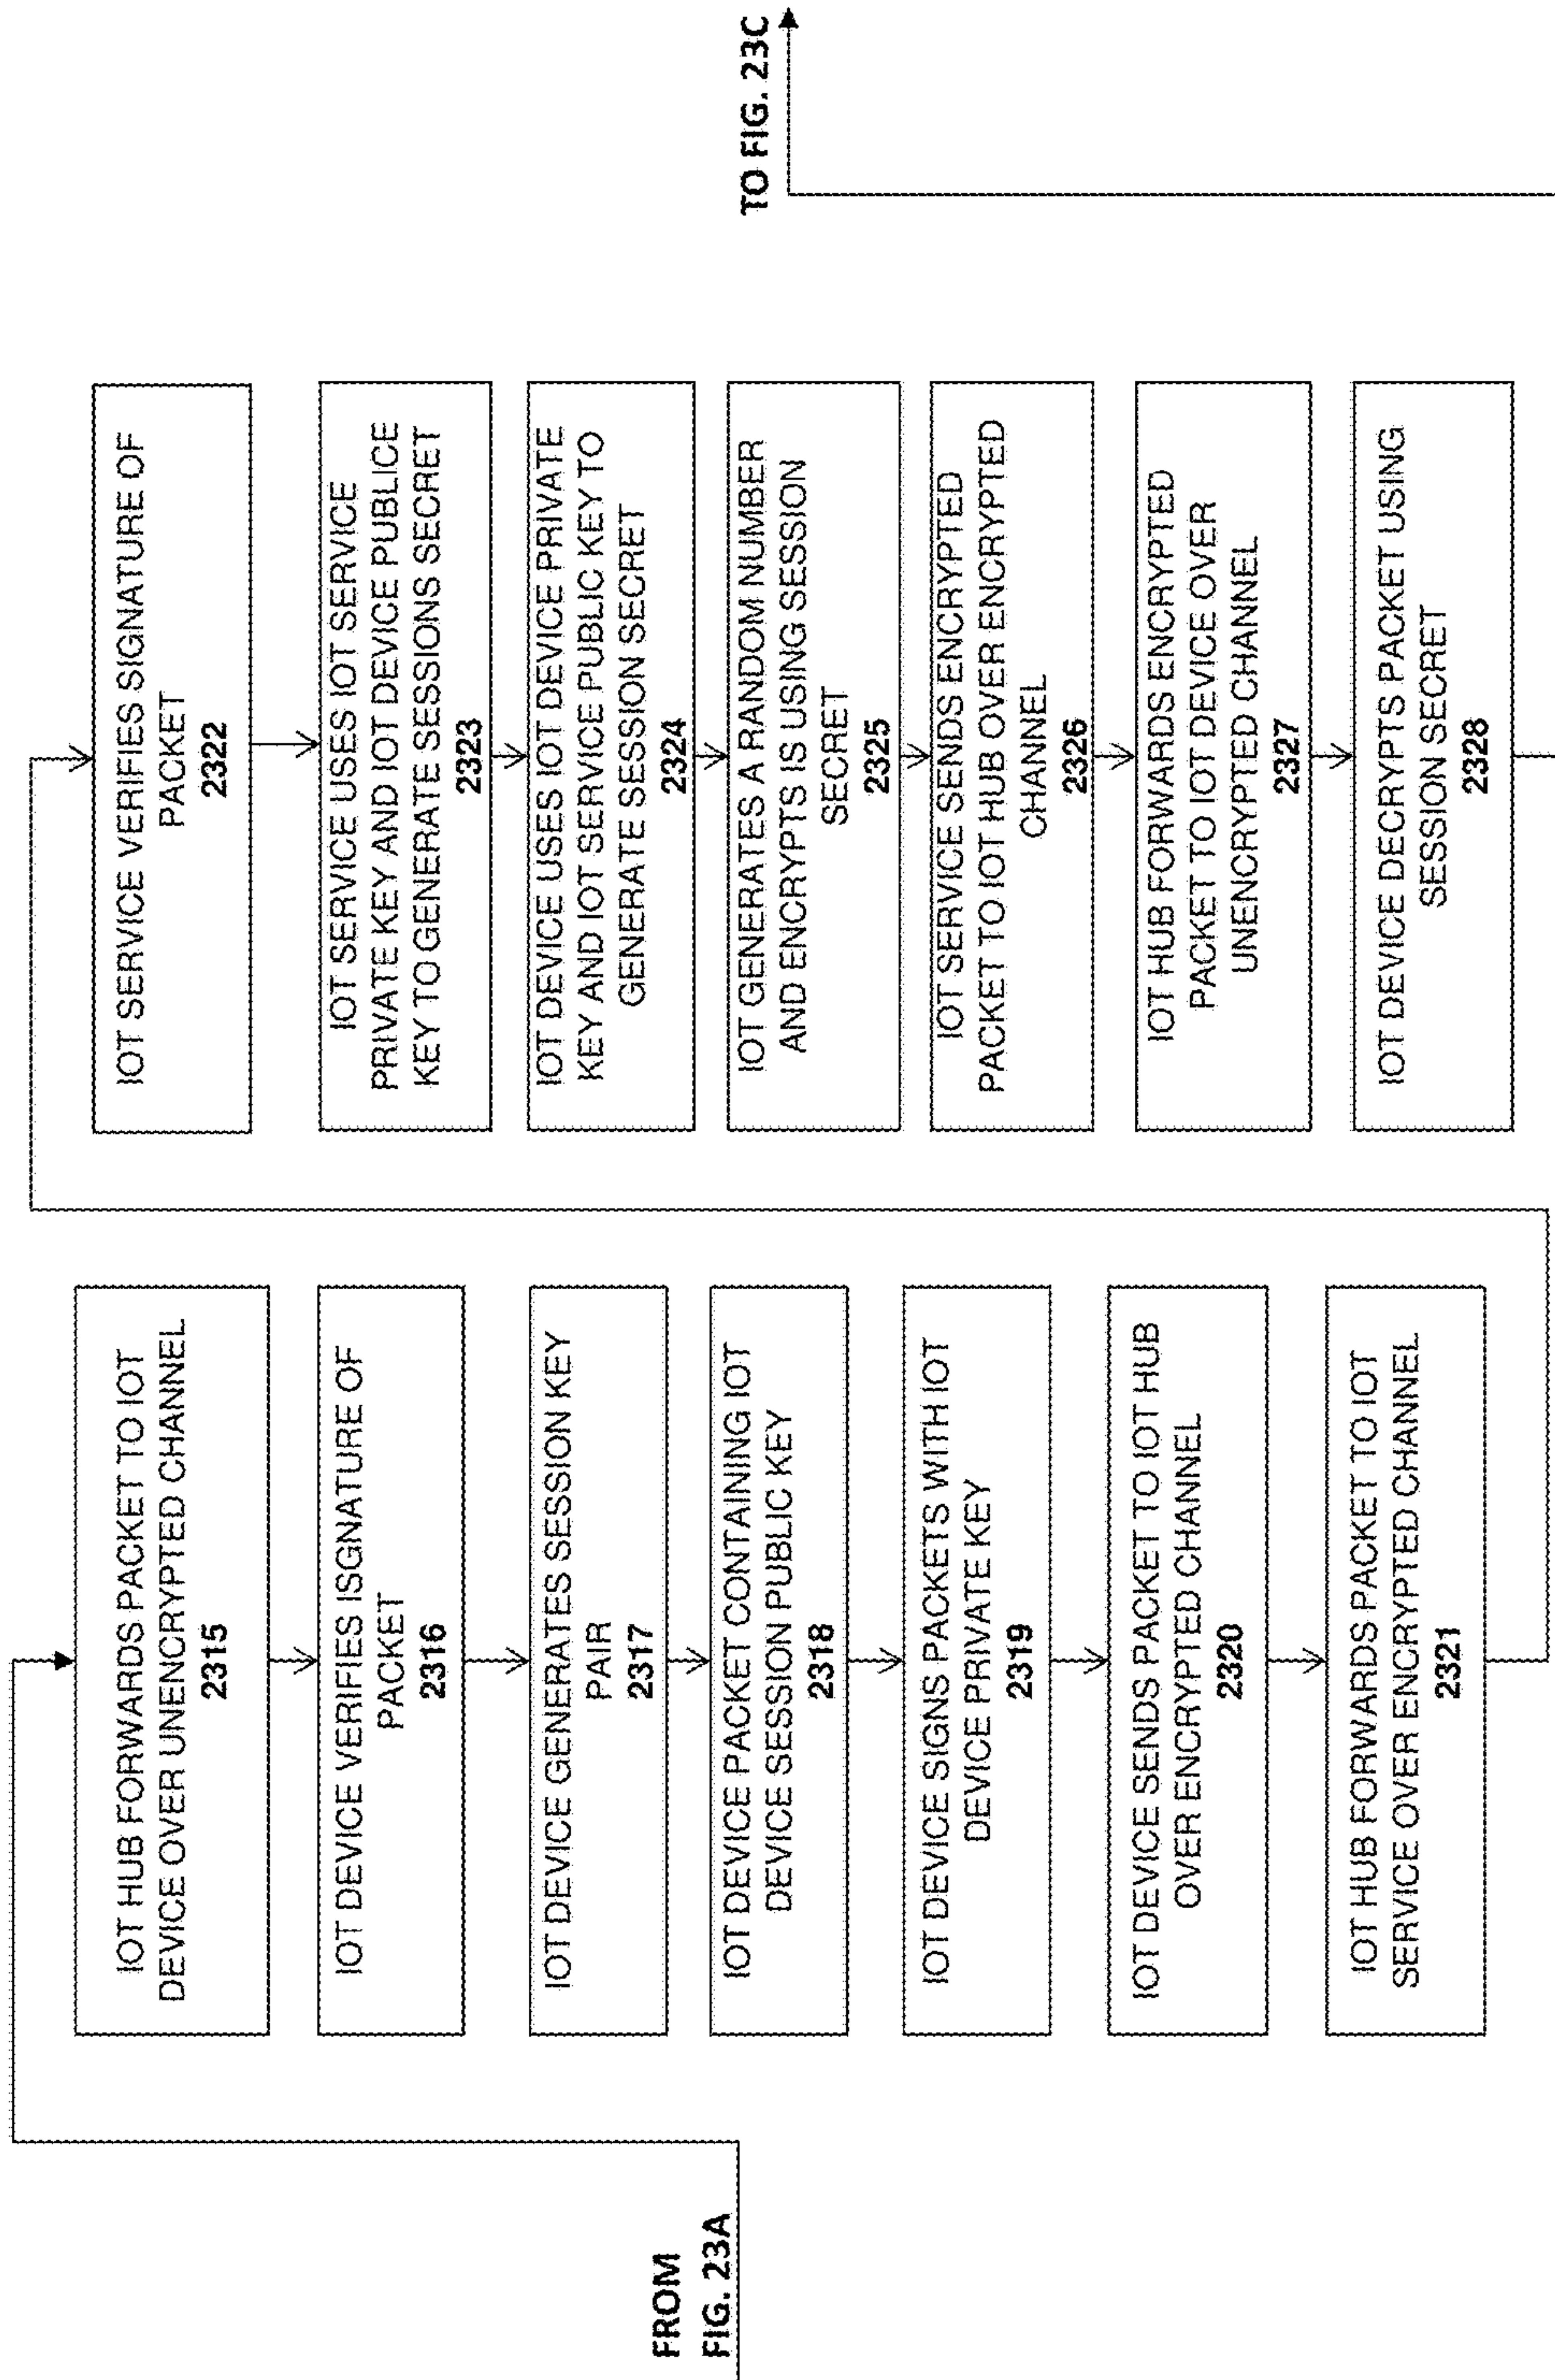 FROM
FIG. 23A
IOT HUB FORWARDS PACKET TO IOT
DEVICE OVER UNENCRYPTED CHANNEL
2315
IOT DEVICE VERIFIES ISGNATURE OF
PACKET
2316
IOT DEVICE GENERATES SESSION KEY
PAIR
2317
IOT DEVICE PACKET CONTAINING IOT
DEVICE SESSION PUBLIC KEY
2318
IOT DEVICE SIGNS PACKETS WITH IOT
DEVICE PRIVATE KEY
2319
IOT DEVICE SENDS PACKET TO IOT HUB
OVER ENCRYPTED CHANNEL
2320
IOT HUB FORWARDS PACKET TO IOT
SERVICE OVER ENCRYPTED CHANNEL
2321
IOT SERVICE VERIFIES SIGNATURE OF
PACKET
2322
IOT SERVICE USES IOT SERVICE
PRIVATE KEY AND IOT DEVICE PUBLICE
KEY TO GENERATE SESSIONS SECRET
2323
IOT DEVICE USES IOT DEVICE PRIVATE
KEY AND IOT SERVICE PUBLIC KEY TO
GENERATE SESSION SECRET
2324
IOT GENERATES A RANDOM NUMBER
AND ENCRYPTS IS USING SESSION
SECRET
2325
IOT SERVICE SENDS ENCRYPTED
PACKET TO IOT HUB OVER ENCRYPTED
CHANNEL
2326
IOT HUB FORWARDS ENCRYPTED
PACKET TO IOT DEVICE OVER
UNENCRYPTED CHANNEL
2327
IOT DEVICE DECRYPTS PACKET USING
SESSION SECRET
2328
TO FIG. 23C